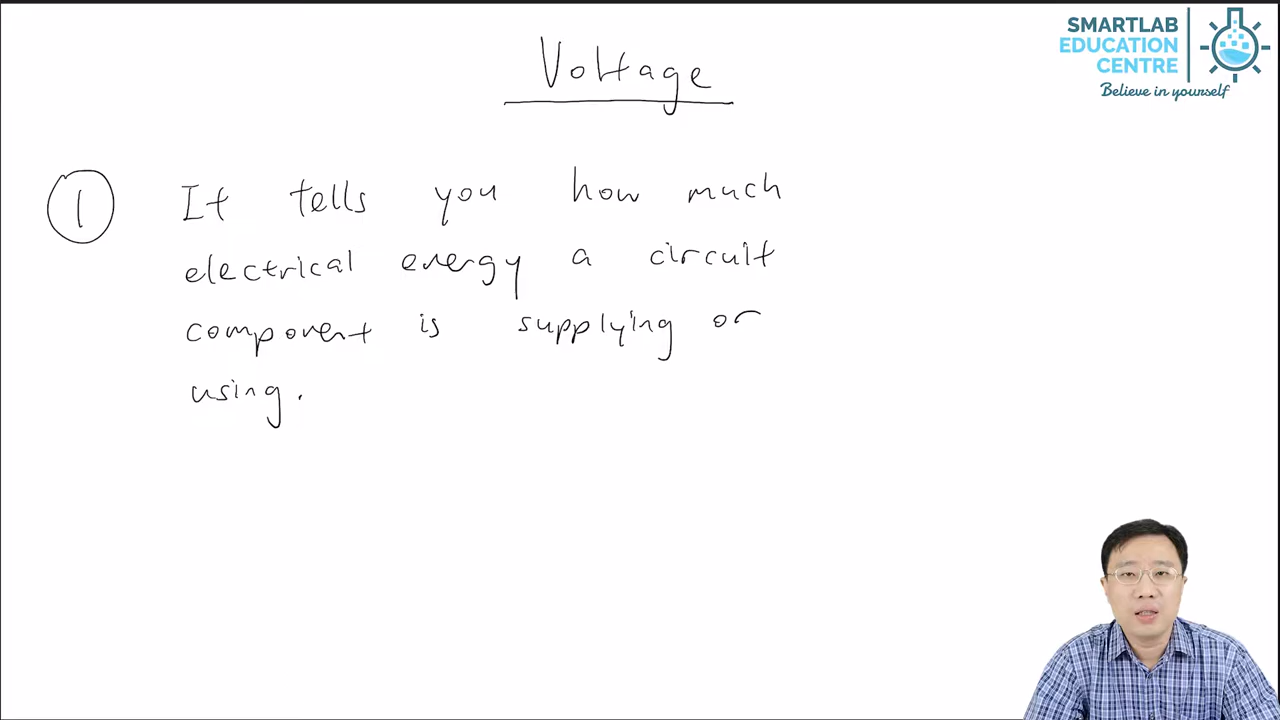 Voltage
SMARTLAB
EDUCATION
CENTRE
Believe in yourself
1 It tells you how much
electrical energy a circuit
component is supplying or
using.